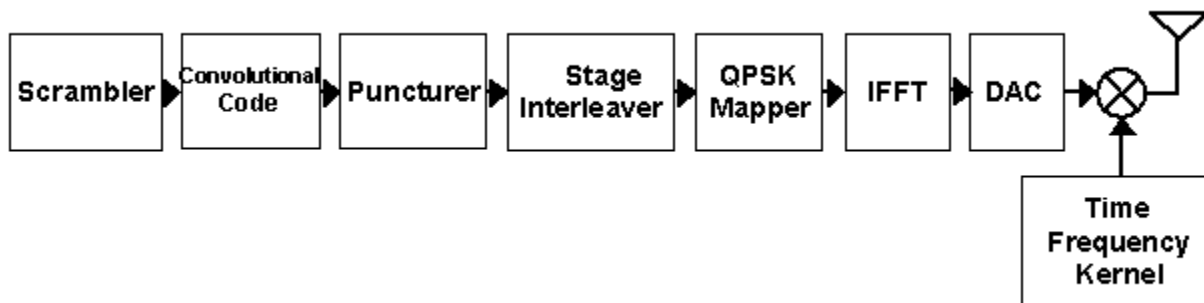 Scrambler
Convolutional
Code
Puncturer
Stage
Interleaver
QPSK
Mapper
IFFT
DAC
Time
Frequency
Kernel